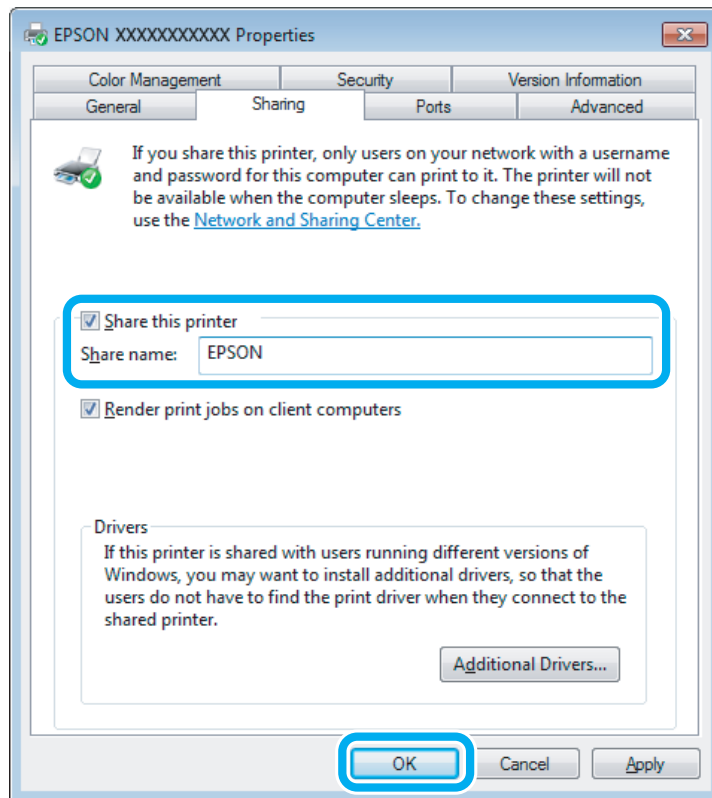 EPSON XXXXXXXXXXX Properties
Color Management Security Version Information
General Sharing Ports Advanced
If you share this printer, only users on your network with a username
and password for this computer can print to it. The printer will not
be available when the computer sleeps. To change these settings,
use the Network and Sharing Center.
Share this printer
Share name: EPSON
Render print jobs on client computers
Drivers
If this printer is shared with users running different versions of
Windows, you may want to install additional drivers, so that the
users do not have to find the print driver when they connect to the
shared printer.
Additional Drivers...
OK Cancel Apply